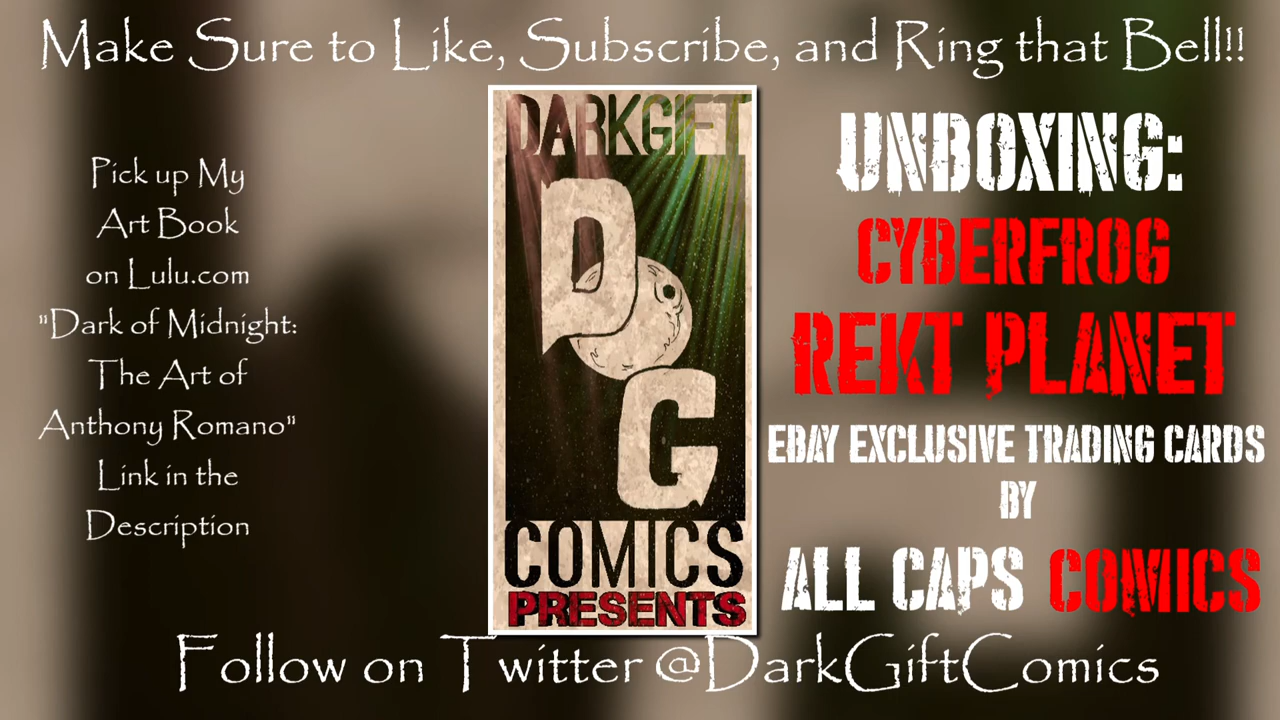 Make Sure to Like, Subscribe, and Ring that Bell!!
Pick up My
Art Book
on Lulu.com
"Dark of Midnight:
The Art of
Anthony Romano"
Link in the
Description
DARKGIFT
D
G
COMICS
PRESENTS
UNBOXING:
CYBERFROG
REKT PLANET
EBAY EXCLUSIVE TRADING CARDS
BY
ALL CAPS COMICS
Follow on Twitter @DarkGiftComics